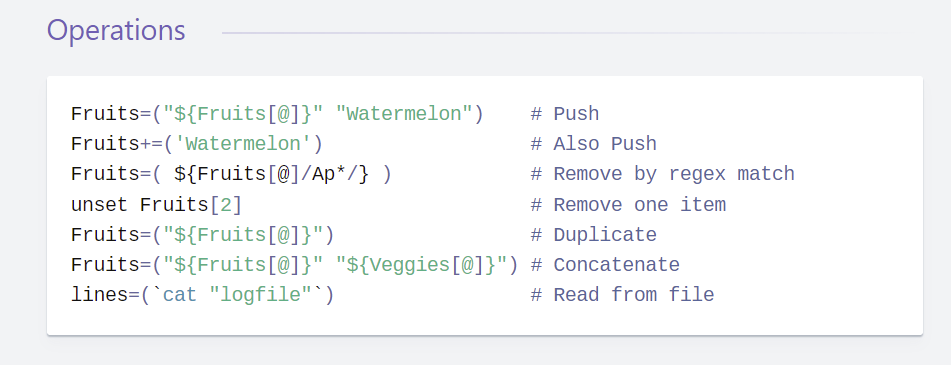 Operations
Fruits=("${Fruits[@]}" "Watermelon")    # Push
Fruits+=('Watermelon')                  # Also Push
Fruits=( ${Fruits[@]/Ap*/} )            # Remove by regex match
unset Fruits[2]                         # Remove one item
Fruits=("${Fruits[@]}")                 # Duplicate
Fruits=("${Fruits[@]}" "${Veggies[@]}") # Concatenate
lines=(`cat "logfile"`)                 # Read from file